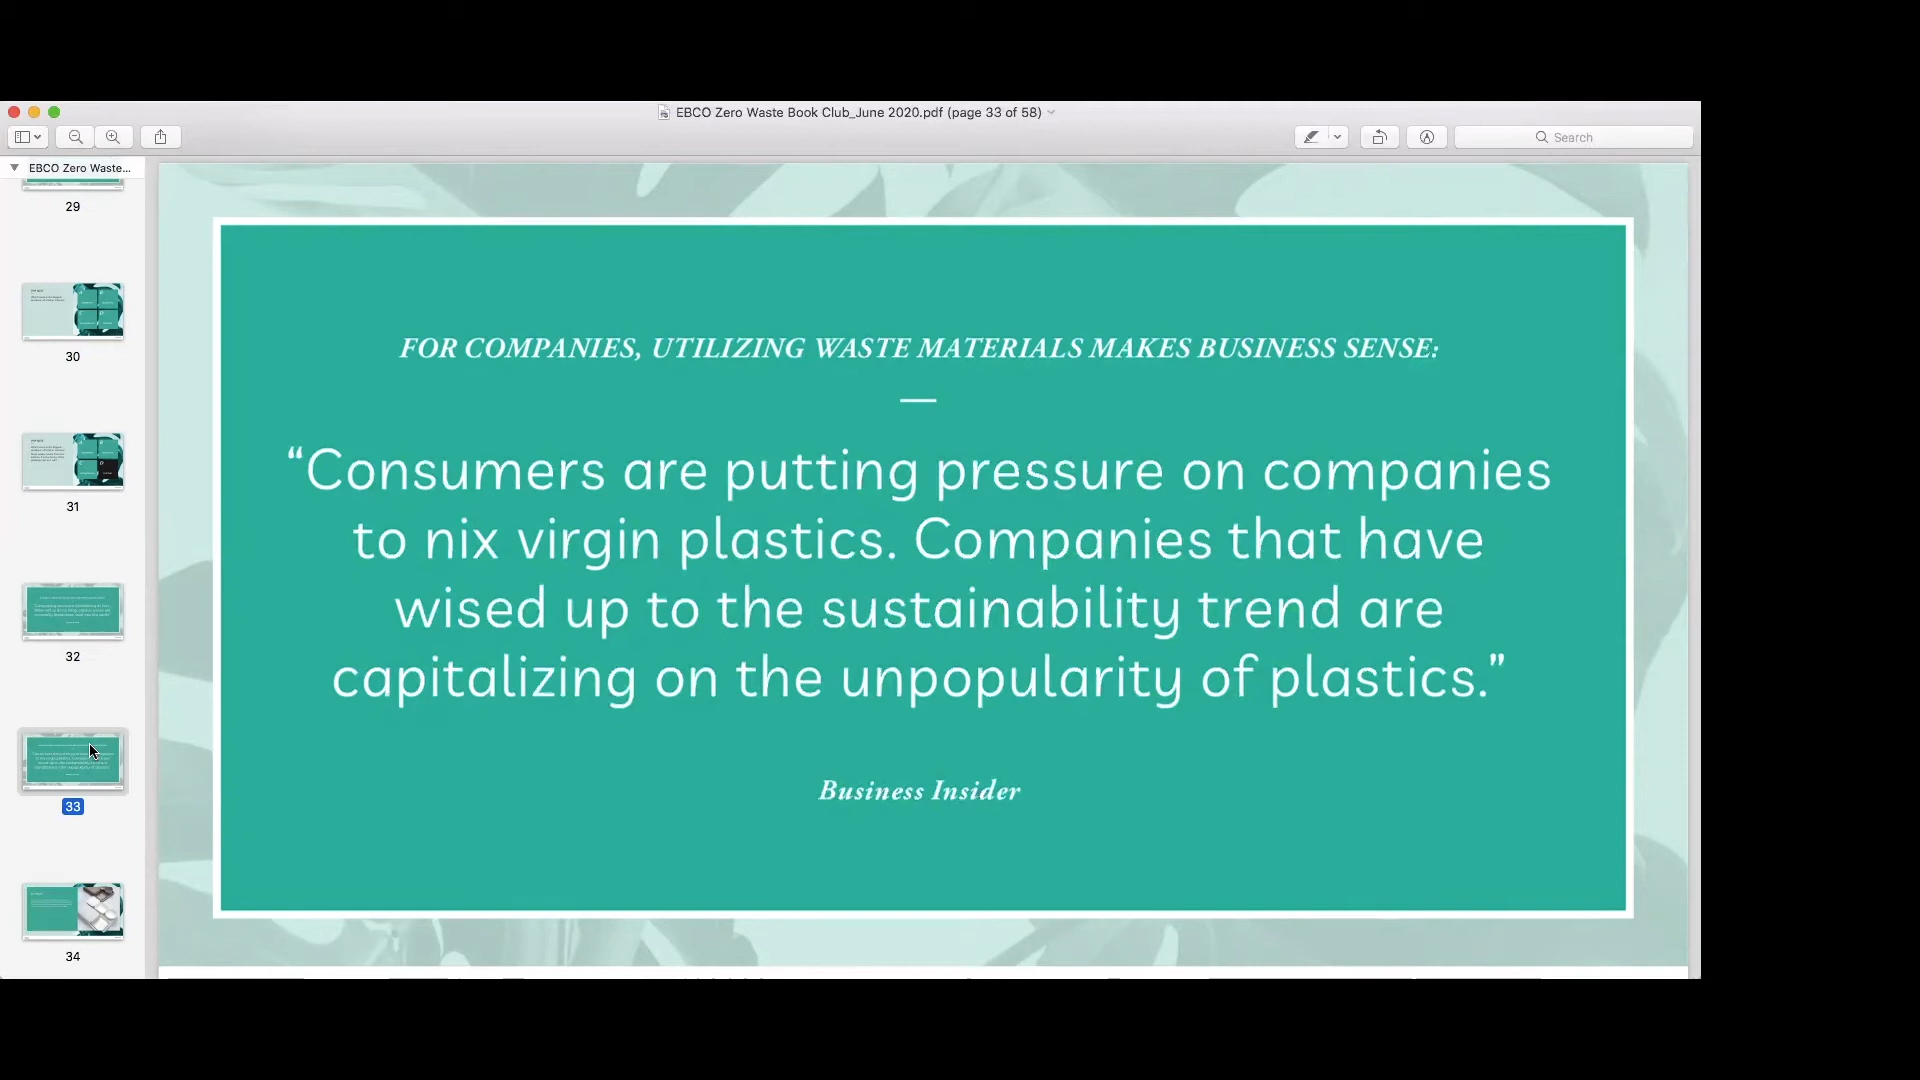 EBCO Zero Waste Book Club_June 2020.pdf (page 33 of 58)
Search
EBCO Zero Waste...
29
30
31
32
33
34
FOR COMPANIES, UTILIZING WASTE MATERIALS MAKES BUSINESS SENSE:
“Consumers are putting pressure on companies
to nix virgin plastics. Companies that have
wised up to the sustainability trend are
capitalizing on the unpopularity of plastics.”
Business Insider